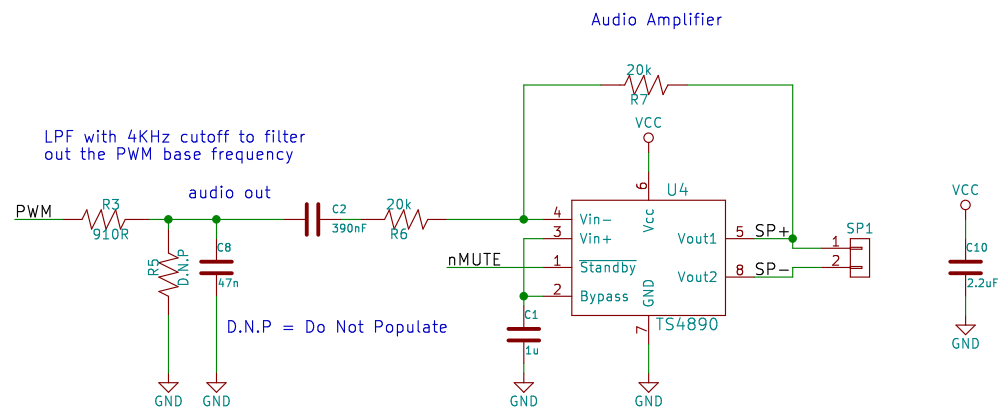 Audio Amplifier
20k
R7
LPF with 4KHz cutoff to filter
out the PWM base frequency
VCC
audio out
PWM
R3
910R
C2
390nF
20k
R6
R5
D.N.P
C8
47n
D.N.P = Do Not Populate
nMUTE
U4
6
Vcc
4
Vin-
3
Vin+
1
Standby
2
Bypass
Vout1
5
SP+
Vout2
8
SP-
GND
7
TS4890
SP1
1
2
C1
1u
VCC
C10
2.2uF
GND
GND
GND
GND
GND